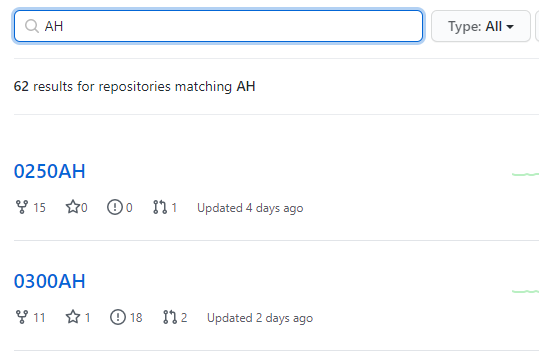 AH
Type: All
62 results for repositories matching AH
0250AH
15 0 0 1 Updated 4 days ago
0300AH
11 1 18 2 Updated 2 days ago